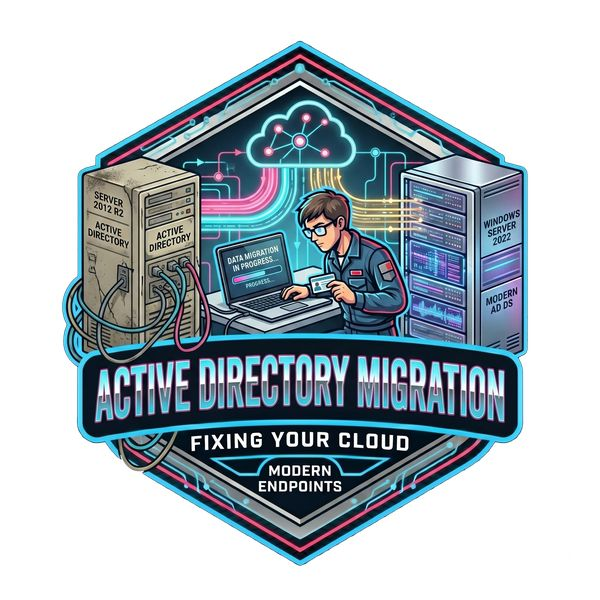 SERVER
2012 R2
ACTIVE
DIRECTORY
ACTIVE
DIRECTORY
DATA MIGRATION
IN PROGRESS...
PROGRESS...
WINDOWS
SERVER
2022
MODERN
AD DS
ACTIVE DIRECTORY MIGRATION
FIXING YOUR CLOUD
MODERN
ENDPOINTS